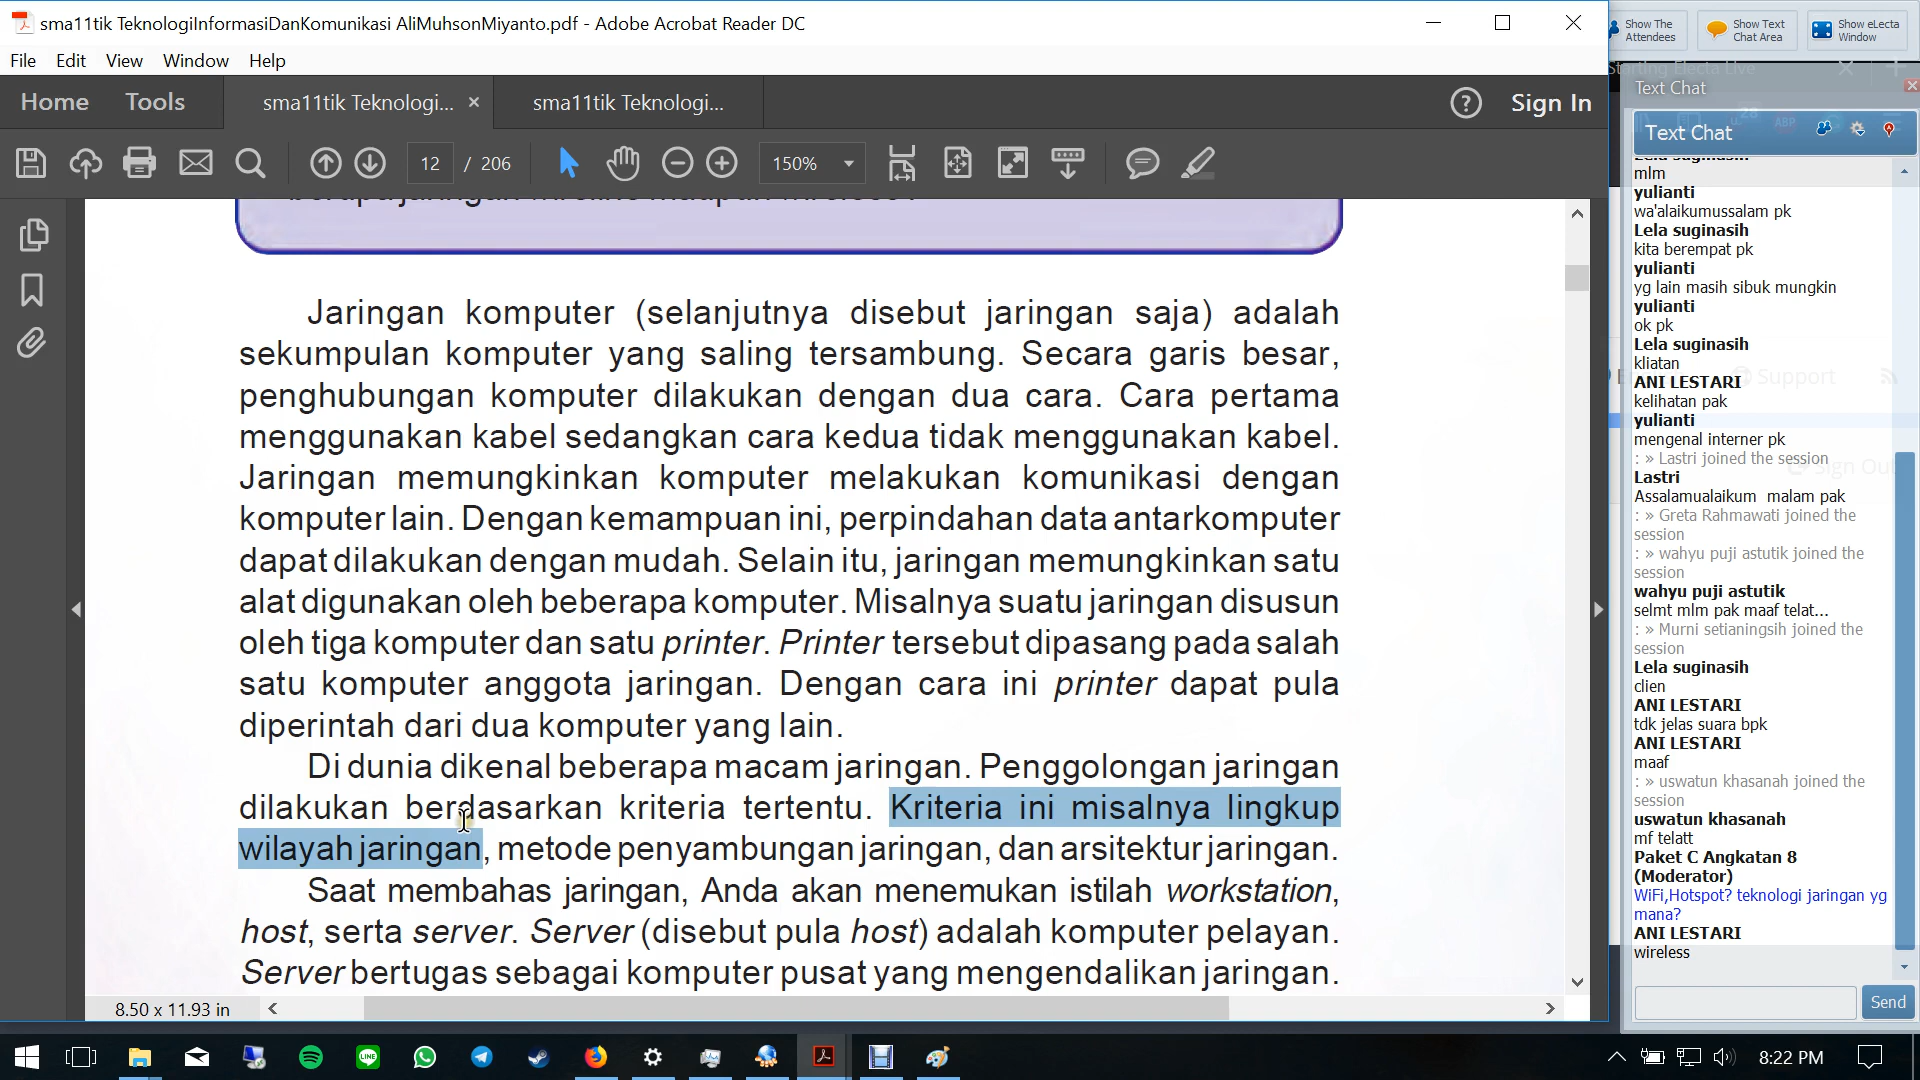 sma11tik TeknologiInformasiDanKomunikasi AliMuhsonMiyanto.pdf - Adobe Acrobat Reader DC
File Edit View Window Help
Home Tools sma11tik Teknologi... × sma11tik Teknologi... Sign In
12 / 206 150%
Jaringan komputer (selanjutnya disebut jaringan saja) adalah
sekumpulan komputer yang saling tersambung. Secara garis besar,
penghubungan komputer dilakukan dengan dua cara. Cara pertama
menggunakan kabel sedangkan cara kedua tidak menggunakan kabel.
Jaringan memungkinkan komputer melakukan komunikasi dengan
komputer lain. Dengan kemampuan ini, perpindahan data antarkomputer
dapat dilakukan dengan mudah. Selain itu, jaringan memungkinkan satu
alat digunakan oleh beberapa komputer. Misalnya suatu jaringan disusun
oleh tiga komputer dan satu printer. Printer tersebut dipasang pada salah
satu komputer anggota jaringan. Dengan cara ini printer dapat pula
diperintah dari dua komputer yang lain.
Di dunia dikenal beberapa macam jaringan. Penggolongan jaringan
dilakukan berdasarkan kriteria tertentu. Kriteria ini misalnya lingkup
wilayah jaringan, metode penyambungan jaringan, dan arsitektur jaringan.
Saat membahas jaringan, Anda akan menemukan istilah workstation,
host, serta server. Server (disebut pula host) adalah komputer pelayan.
Server bertugas sebagai komputer pusat yang mengendalikan jaringan.
8.50 x 11.93 in
Show The
Attendees
Show Text
Chat Area
Show eLecta
Window
Starting Electa Live
Text Chat
Text Chat
Lela suginasih
mlm
yulianti
wa'alaikumussalam pk
Lela suginasih
kita berempat pk
yulianti
yg lain masih sibuk mungkin
yulianti
ok pk
Lela suginasih
kliatan
Support
ANI LESTARI
kelihatan pak
yulianti
mengenal interner pk
: » Lastri joined the session
Sign Out
Lastri
Assalamualaikum malam pak
: » Greta Rahmawati joined the
session
: » wahyu puji astutik joined the
session
wahyu puji astutik
selmt mlm pak maaf telat...
: » Murni setianingsih joined the
session
Lela suginasih
clien
ANI LESTARI
tdk jelas suara bpk
ANI LESTARI
maaf
: » uswatun khasanah joined the
session
uswatun khasanah
mf telatt
Paket C Angkatan 8
(Moderator)
WiFi,Hotspot? teknologi jaringan yg
mana?
ANI LESTARI
wireless
Send
8:22 PM